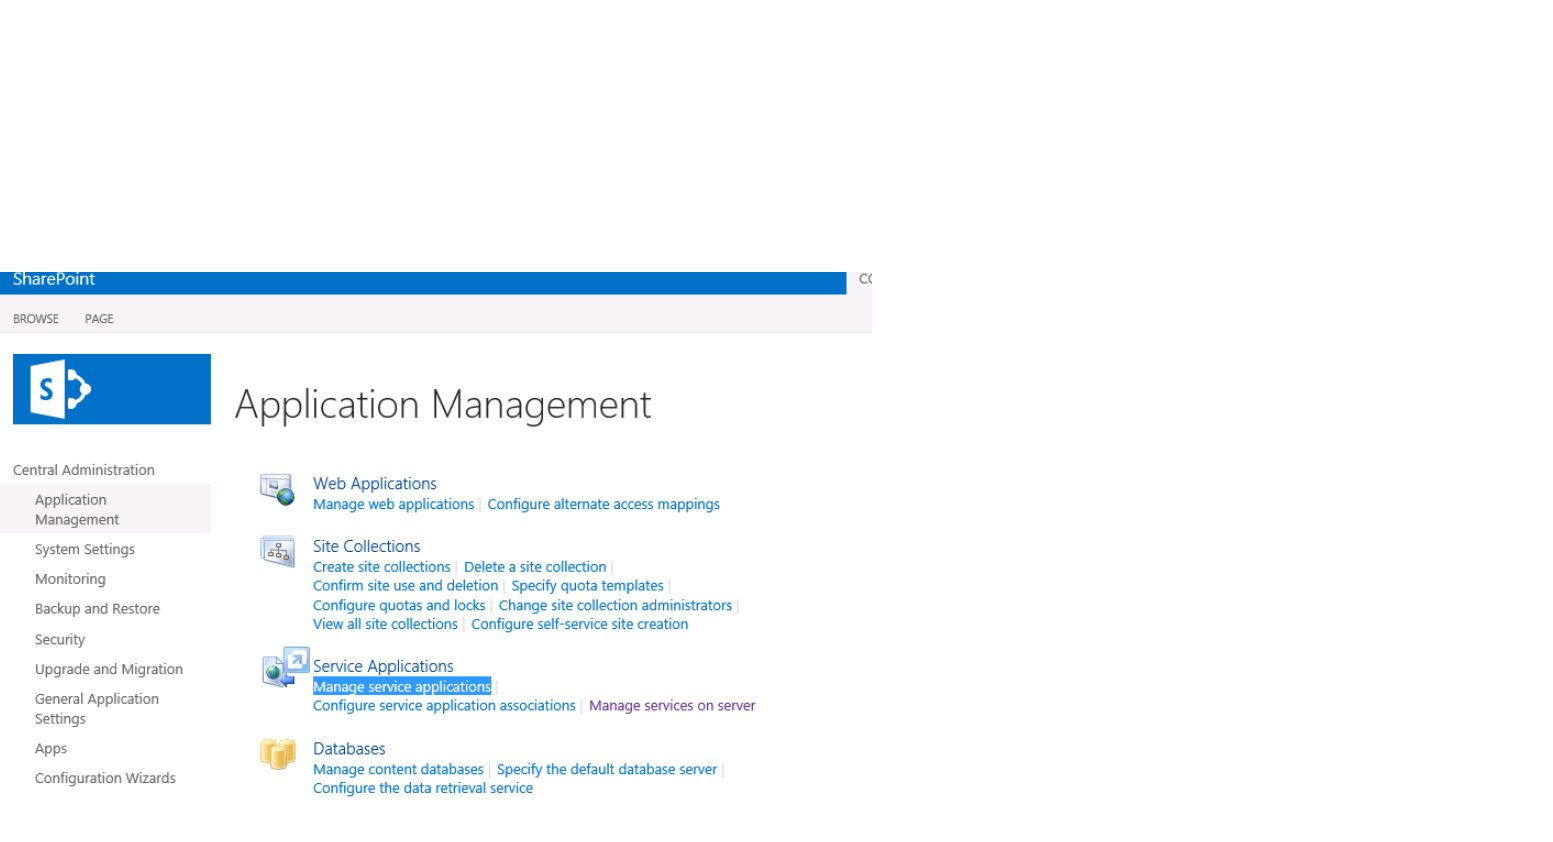 SharePoint
BROWSE PAGE
S
Application Management
Central Administration
Application
Management
System Settings
Monitoring
Backup and Restore
Security
Upgrade and Migration
General Application
Settings
Apps
Configuration Wizards
Web Applications
Manage web applications | Configure alternate access mappings
Site Collections
Create site collections | Delete a site collection |
Confirm site use and deletion | Specify quota templates |
Configure quotas and locks | Change site collection administrators |
View all site collections | Configure self-service site creation
Service Applications
Manage service applications |
Configure service application associations | Manage services on server
Databases
Manage content databases | Specify the default database server |
Configure the data retrieval service